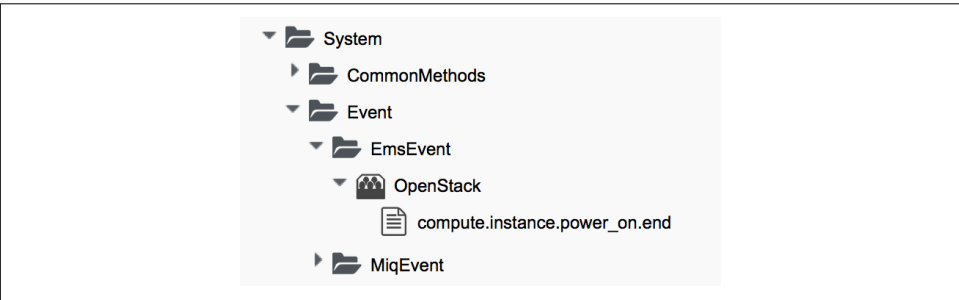 System
CommonMethods
Event
EmsEvent
OpenStack
compute.instance.power_on.end
MiqEvent